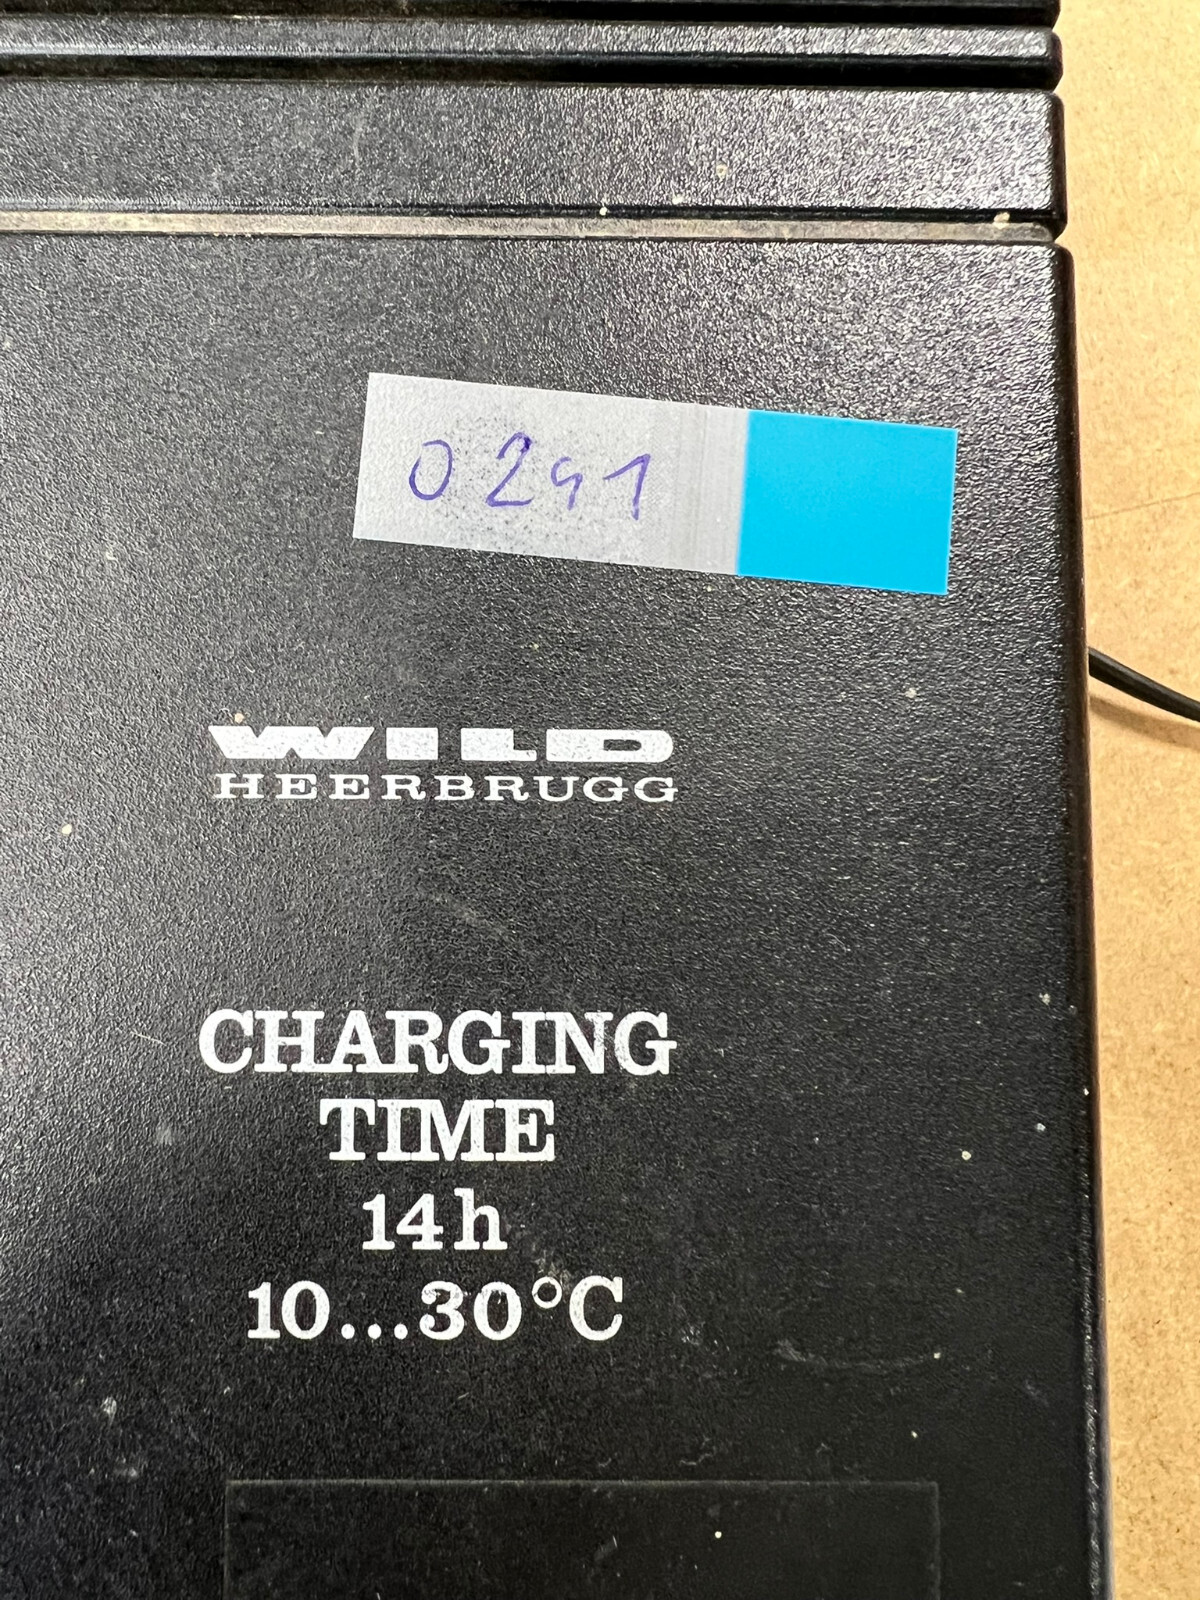 0241
WILD
HEERBRUGG
CHARGING
TIME
14h
10...30°C